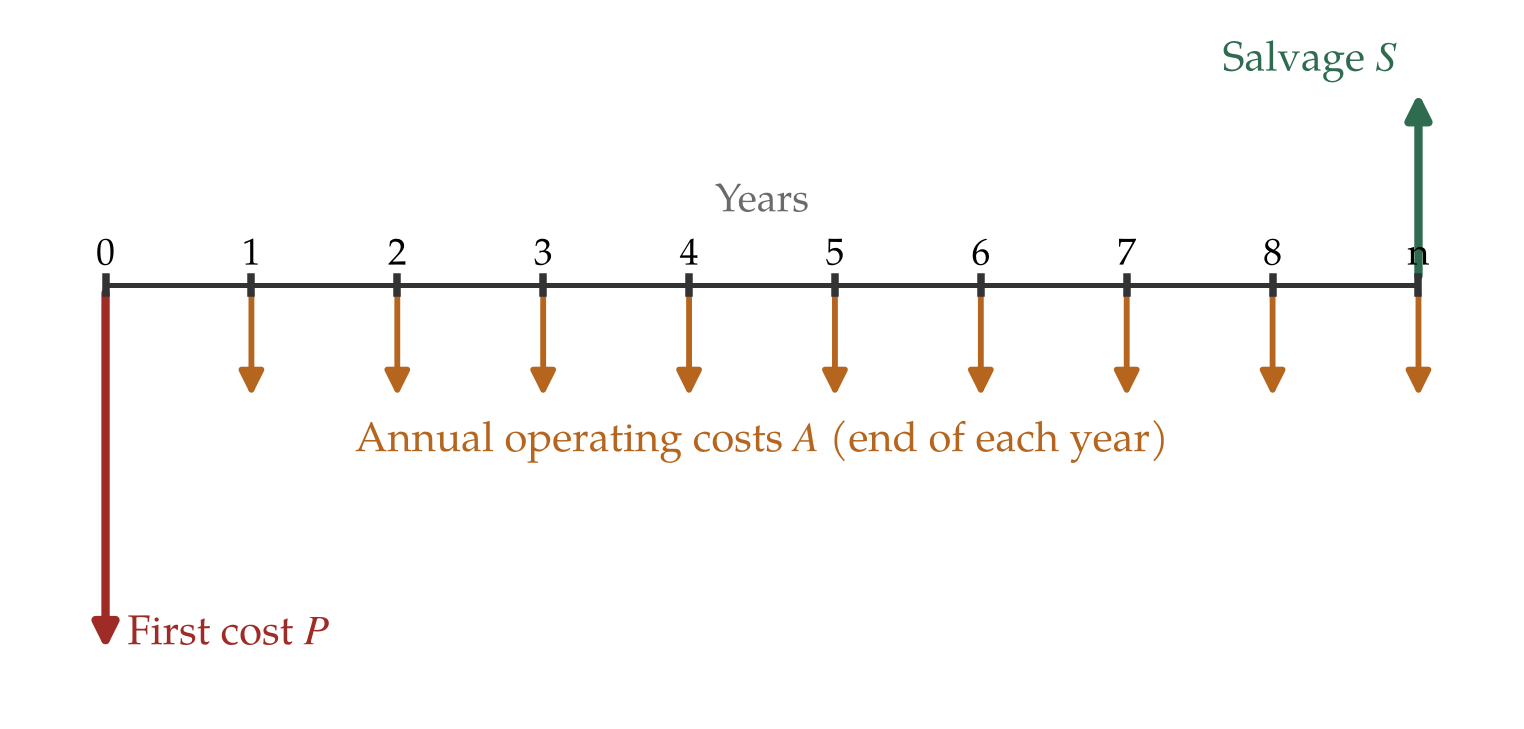 Salvage S
Years
0 1 2 3 4 5 6 7 8 n
Annual operating costs A (end of each year)
First cost P